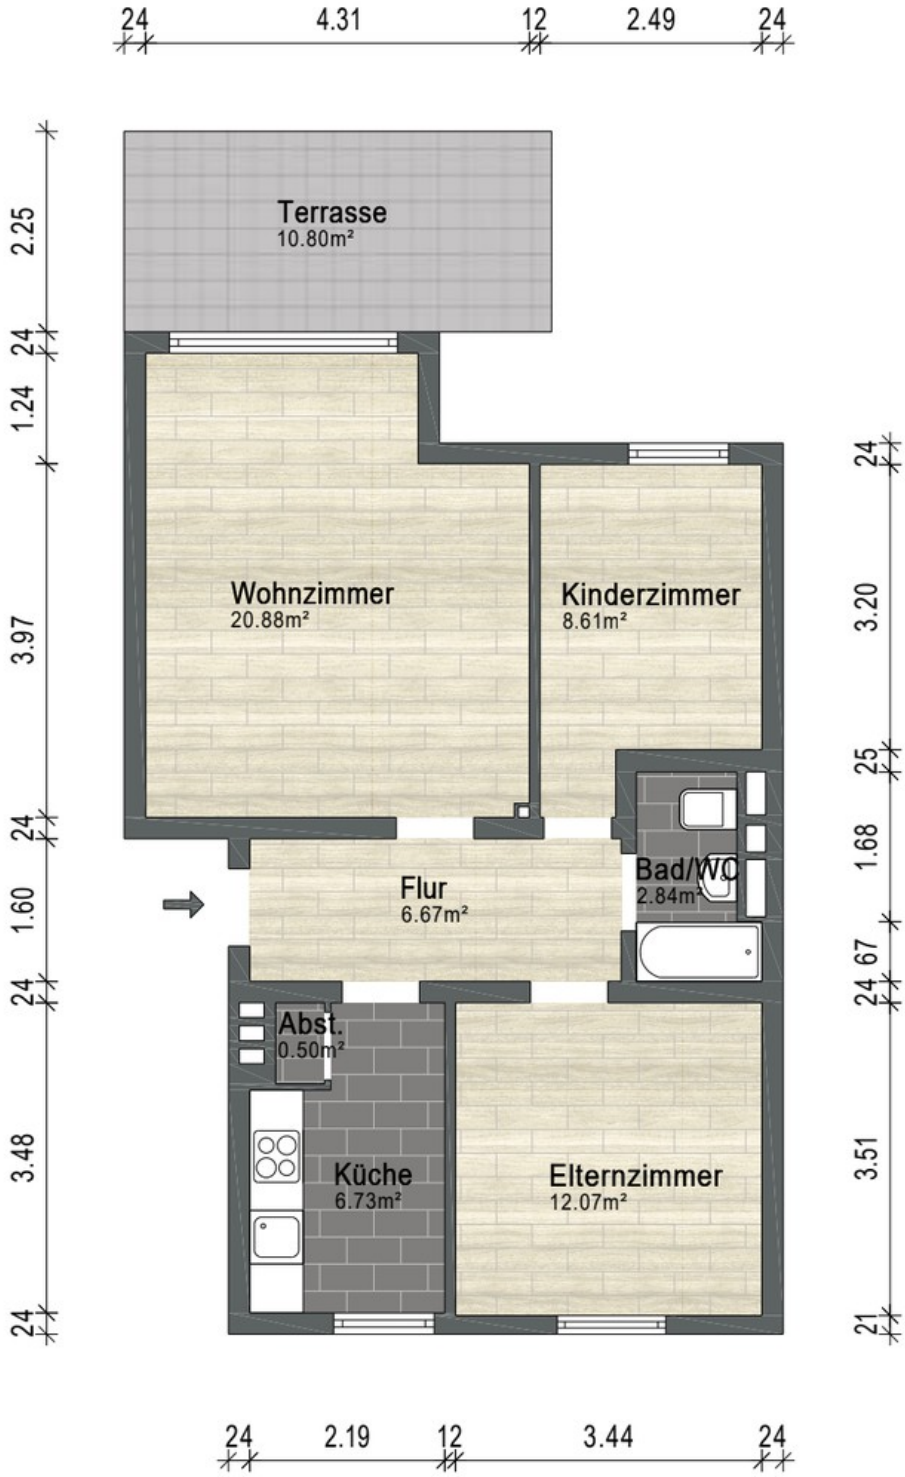 24 4.31 12 2.49 24
2.25
24
1.24
3.97
24
1.60
24
3.48
24
Terrasse
10.80m²
Wohnzimmer
20.88m²
Kinderzimmer
8.61m²
Flur
6.67m²
Bad/WC
2.84m²
Abst.
0.50m²
Küche
6.73m²
Elternzimmer
12.07m²
24
3.20
25
1.68
67
24
3.51
21
24 2.19 12 3.44 24